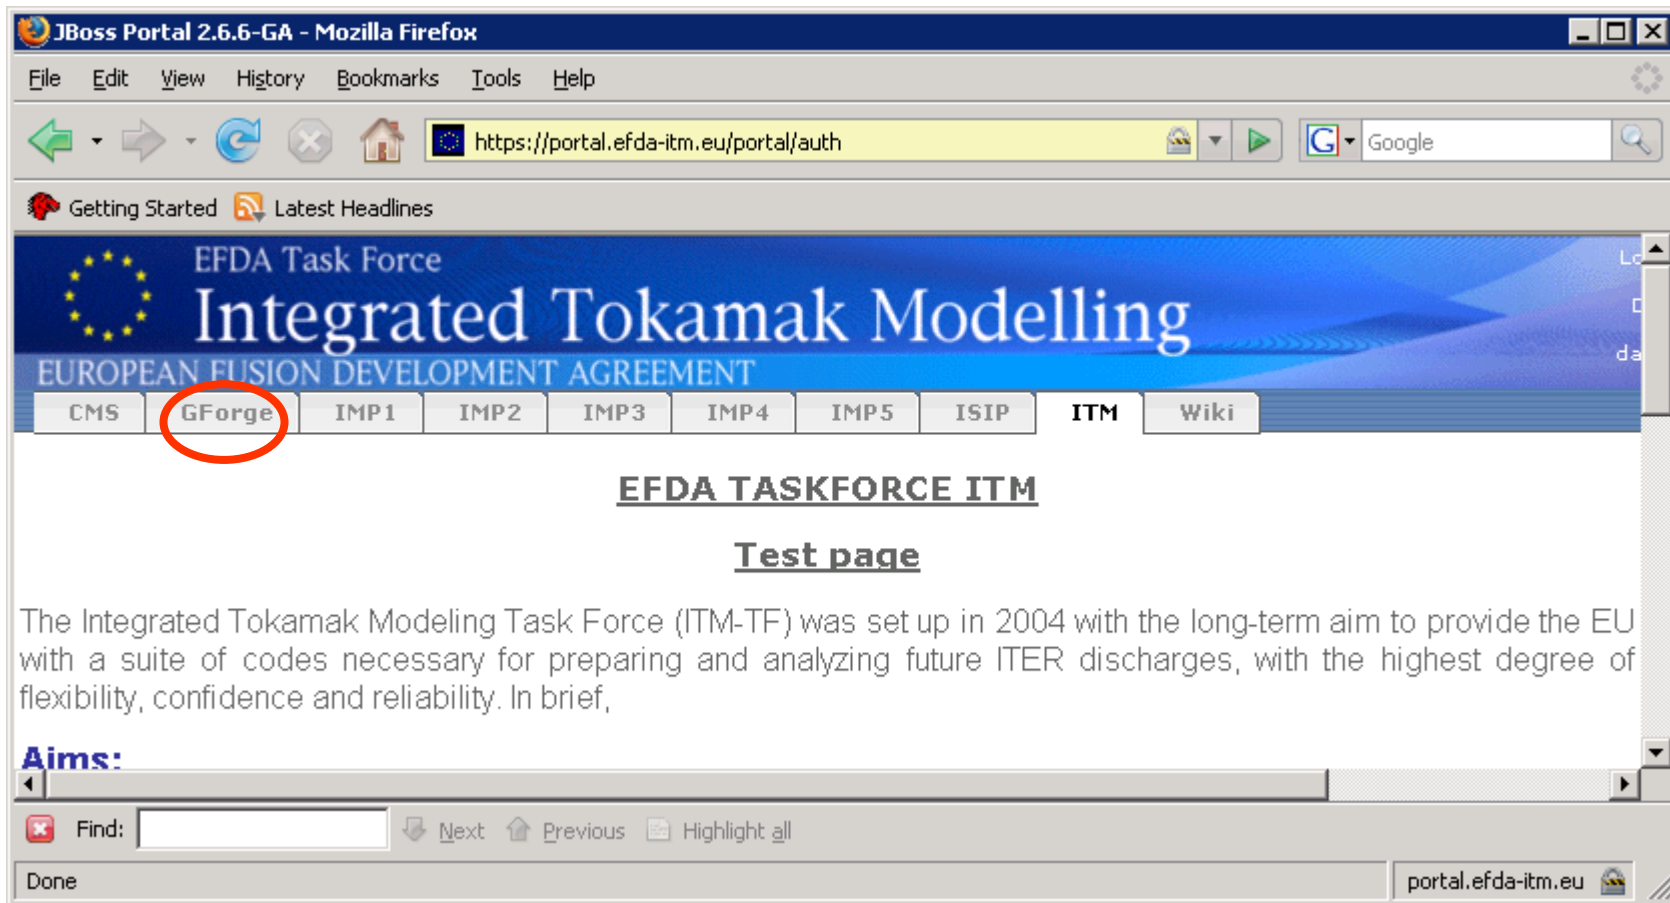 JBoss Portal 2.6.6-GA - Mozilla Firefox
File Edit View History Bookmarks Tools Help
https://portal.efda-itm.eu/portal/auth
G Google
Getting Started Latest Headlines
EFDA Task Force
Integrated Tokamak Modelling
EUROPEAN FUSION DEVELOPMENT AGREEMENT
CMS GForge IMP1 IMP2 IMP3 IMP4 IMP5 ISIP ITM Wiki
EFDA TASKFORCE ITM
Test page
The Integrated Tokamak Modeling Task Force (ITM-TF) was set up in 2004 with the long-term aim to provide the EU
with a suite of codes necessary for preparing and analyzing future ITER discharges, with the highest degree of
flexibility, confidence and reliability. In brief,
Aims:
Find: Next Previous Highlight all
Done portal.efda-itm.eu